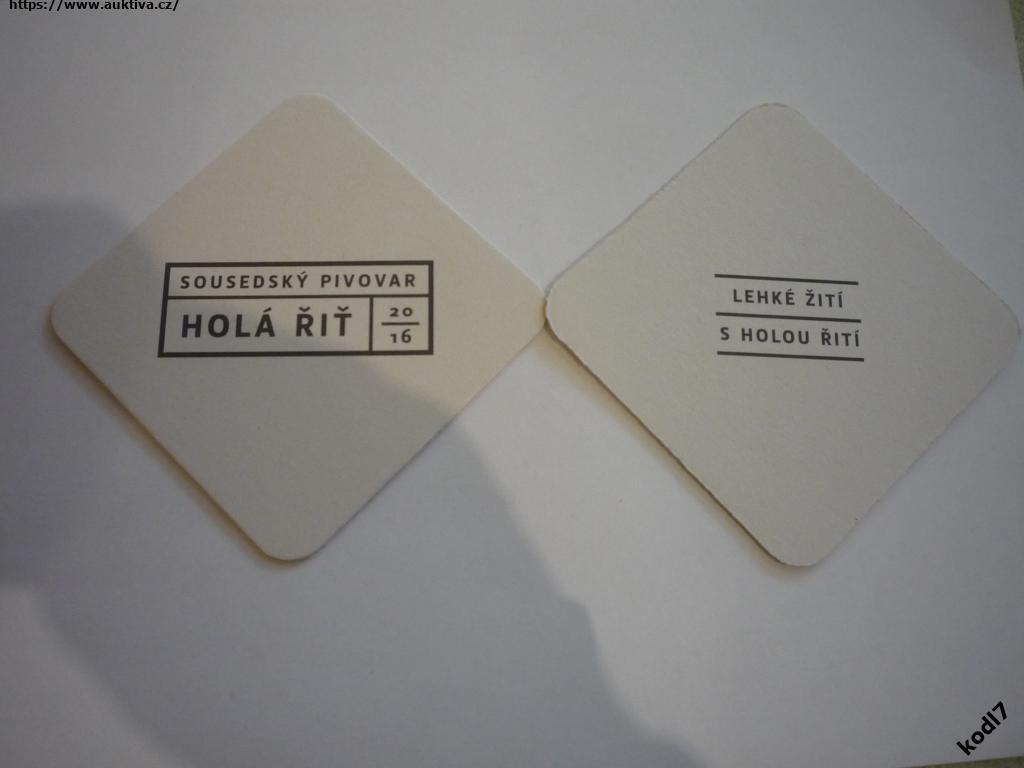 https://www.auktiva.cz/
SOUSEDSKÝ PIVOVAR
HOLÁ ŘIŤ
20
16
LEHKÉ ŽITÍ
S HOLOU ŘITÍ
kodl7